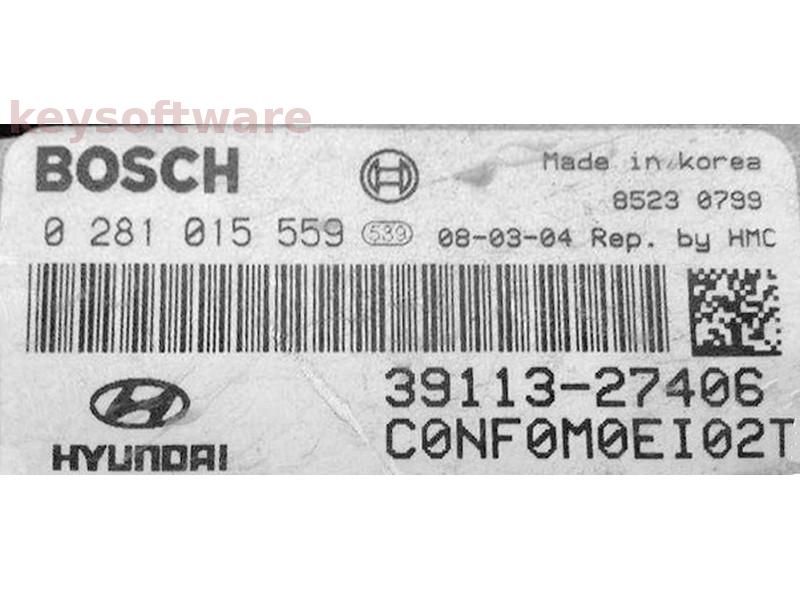 keysoftware
BOSCH
Made in korea
8523 0799
0 281 015 559 539 08-03-04 Rep. by HMC
39113-27406
C0NF0M0EI02T
HYUNDAI